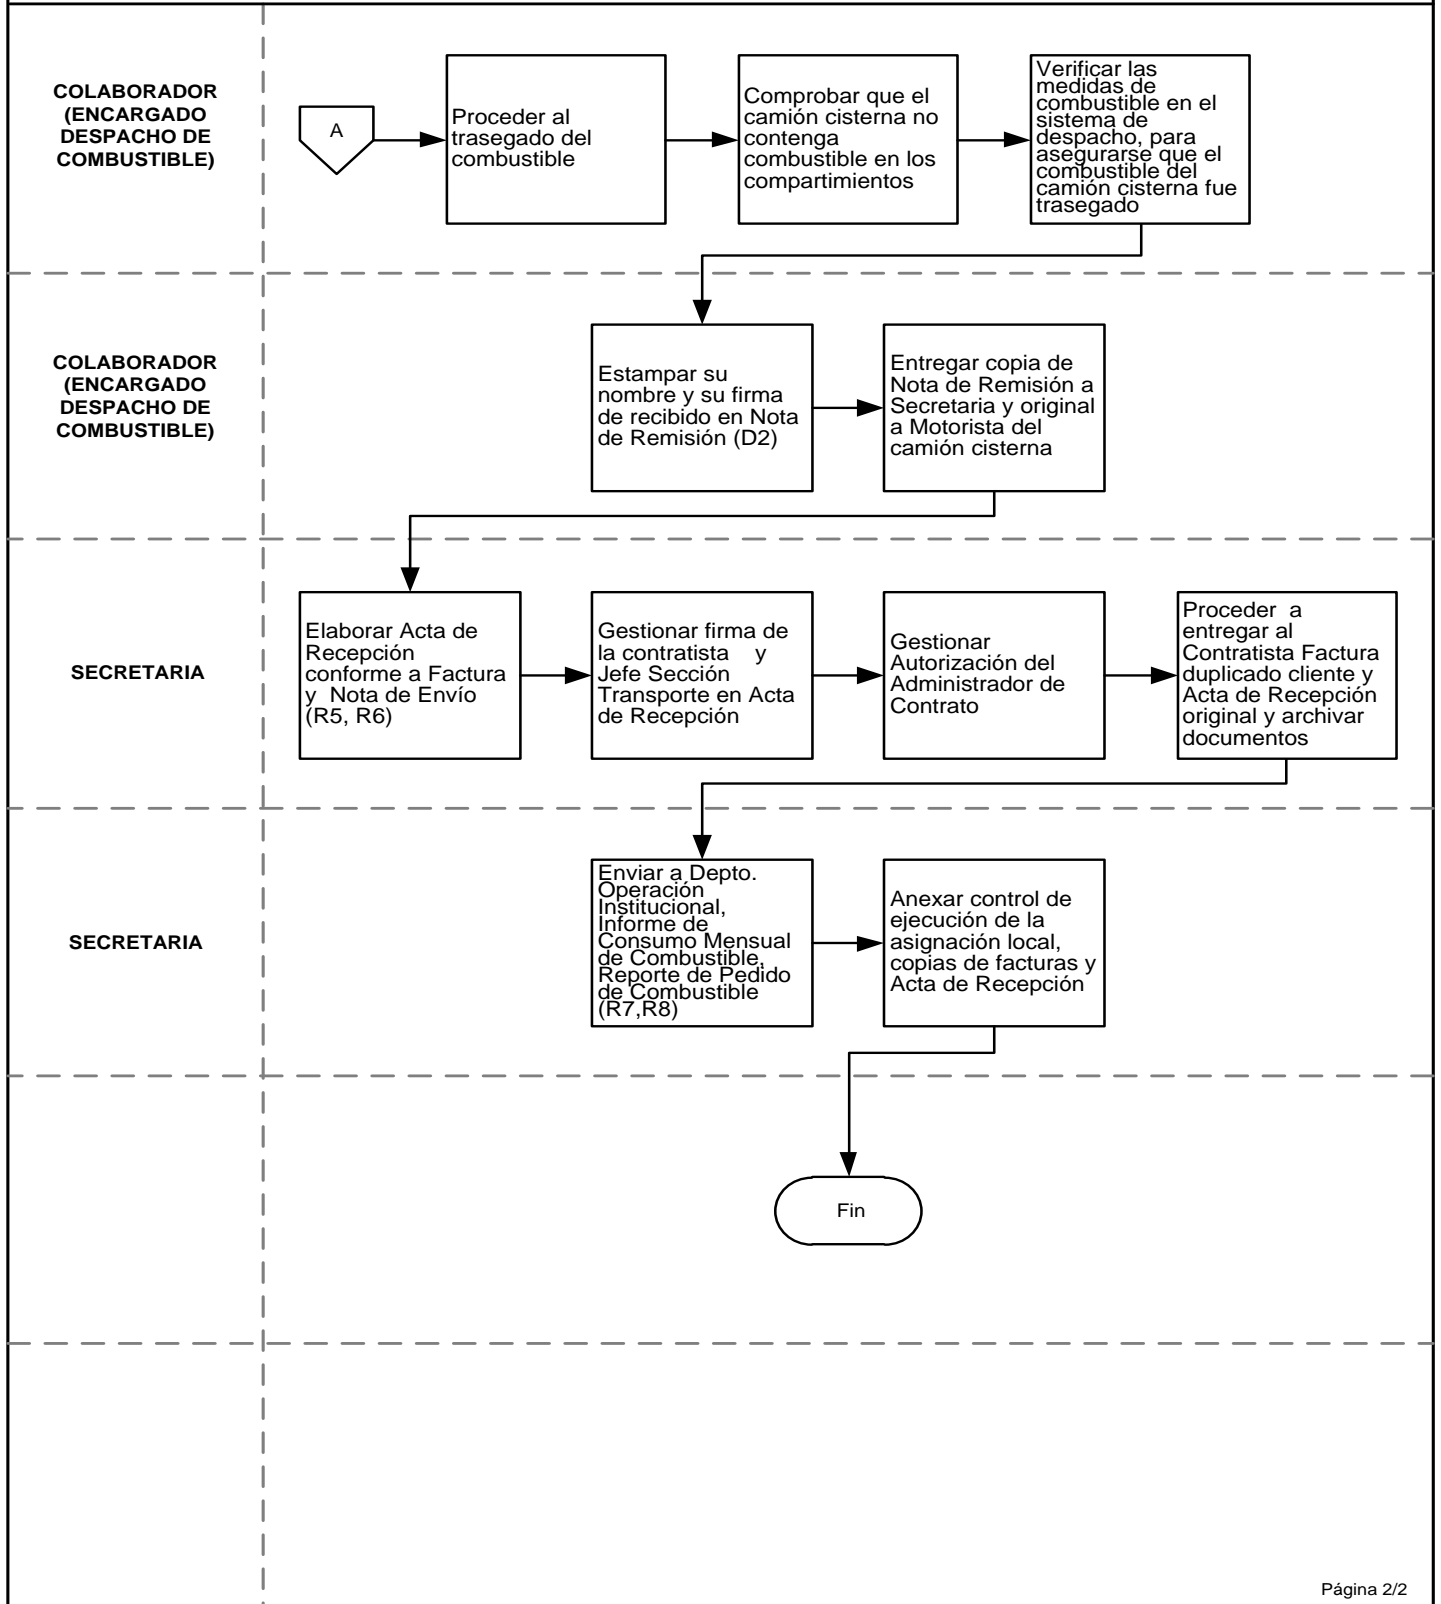 COLABORADOR
(ENCARGADO
DESPACHO DE
COMBUSTIBLE)
A
Proceder al
trasegado del
combustible
Comprobar que el
camión cisterna no
contenga
combustible en los
compartimientos
Verificar las
medidas de
combustible en el
sistema de
despacho, para
asegurarse que el
combustible del
camión cisterna fue
trasegado
COLABORADOR
(ENCARGADO
DESPACHO DE
COMBUSTIBLE)
Estampar su
nombre y su firma
de recibido en Nota
de Remisión (D2)
Entregar copia de
Nota de Remisión a
Secretaria y original
a Motorista del
camión cisterna
SECRETARIA
Elaborar Acta de
Recepción
conforme a Factura
y Nota de Envío
(R5, R6)
Gestionar firma de
la contratista y
Jefe Sección
Transporte en Acta
de Recepción
Gestionar
Autorización del
Administrador de
Contrato
Proceder a
entregar al
Contratista Factura
duplicado cliente y
Acta de Recepción
original y archivar
documentos
SECRETARIA
Enviar a Depto.
Operación
Institucional,
Informe de
Consumo Mensual
de Combustible,
Reporte de Pedido
de Combustible
(R7,R8)
Anexar control de
ejecución de la
asignación local,
copias de facturas y
Acta de Recepción
Fin
Página 2/2